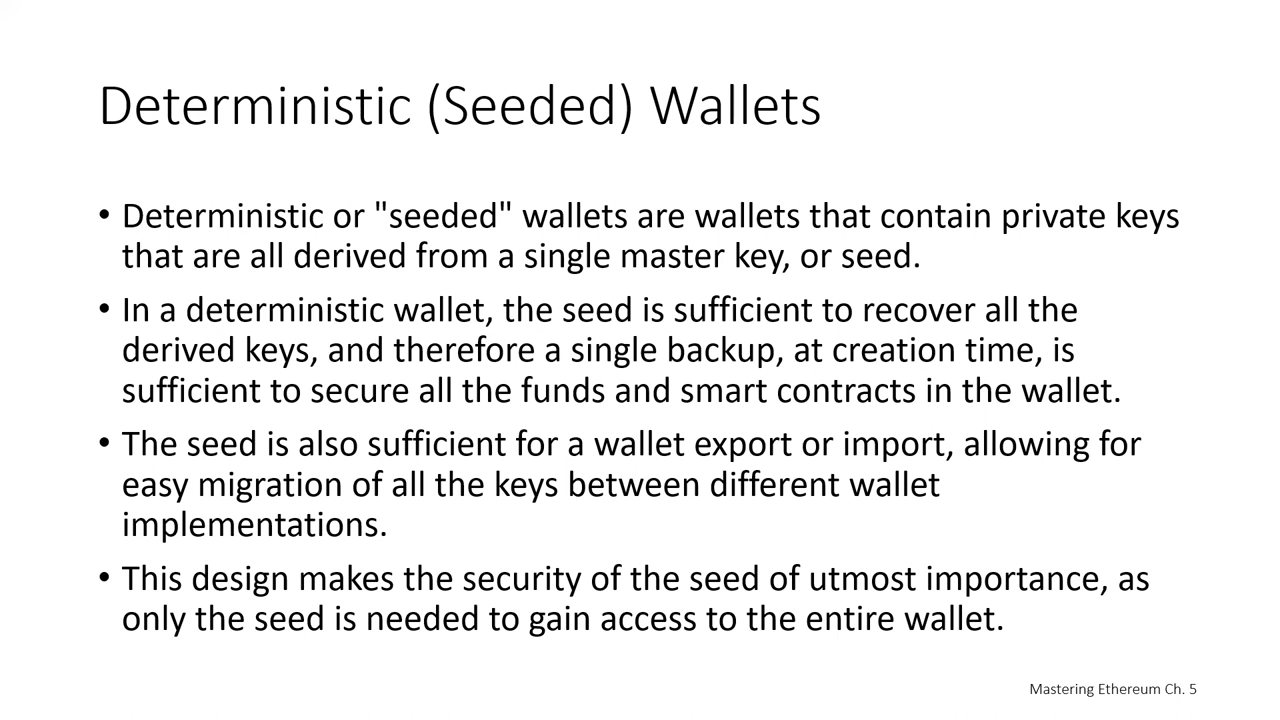 Deterministic (Seeded) Wallets
• Deterministic or "seeded" wallets are wallets that contain private keys
that are all derived from a single master key, or seed.
• In a deterministic wallet, the seed is sufficient to recover all the
derived keys, and therefore a single backup, at creation time, is
sufficient to secure all the funds and smart contracts in the wallet.
• The seed is also sufficient for a wallet export or import, allowing for
easy migration of all the keys between different wallet
implementations.
• This design makes the security of the seed of utmost importance, as
only the seed is needed to gain access to the entire wallet.
Mastering Ethereum Ch. 5